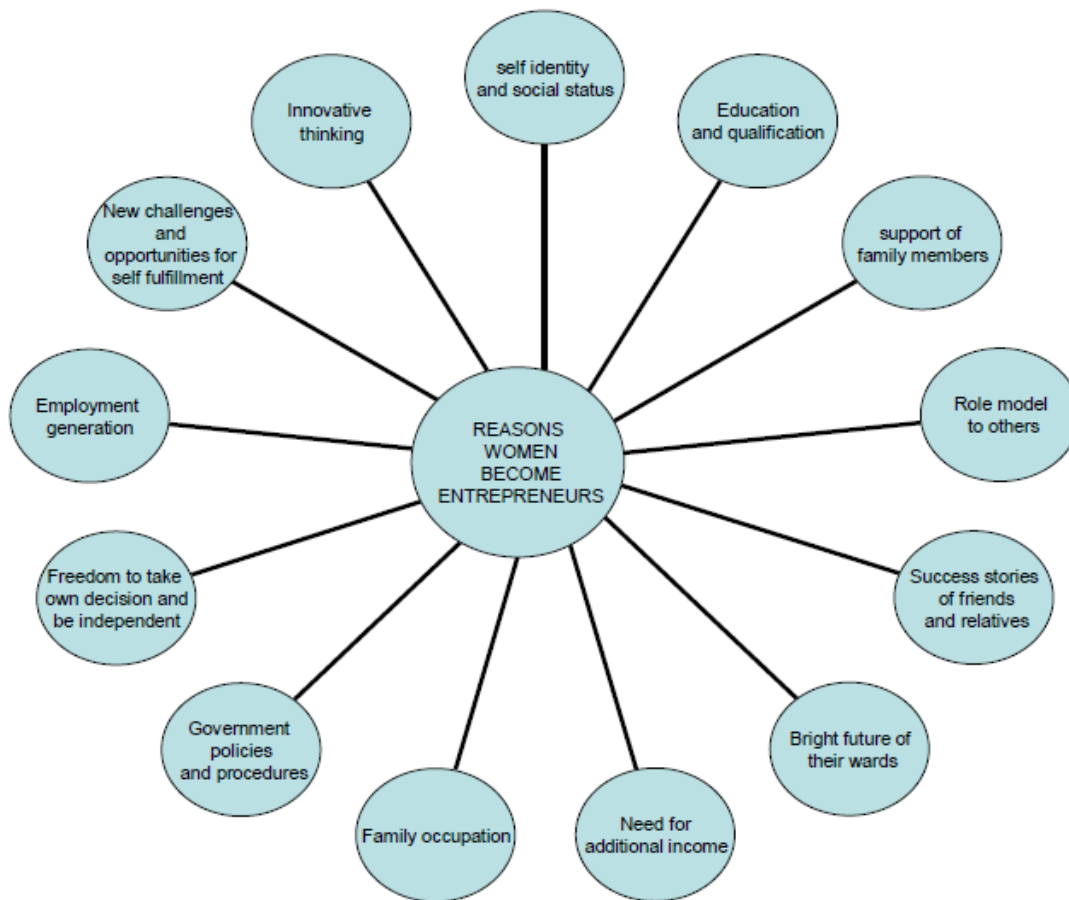 self identity
and social status
Education
and qualification
support of
family members
Role model
to others
Success stories
of friends
and relatives
Bright future of
their wards
Need for
additional income
Family occupation
Government
policies
and procedures
Freedom to take
own decision and
be independent
Employment
generation
New challenges
and
opportunities for
self fulfillment
Innovative
thinking
REASONS
WOMEN
BECOME
ENTREPRENEURS